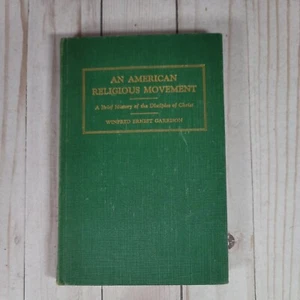 AN AMERICAN
RELIGIOUS MOVEMENT
A Brief History of the Disciples of Christ
WINFRED ERNEST GARRISON